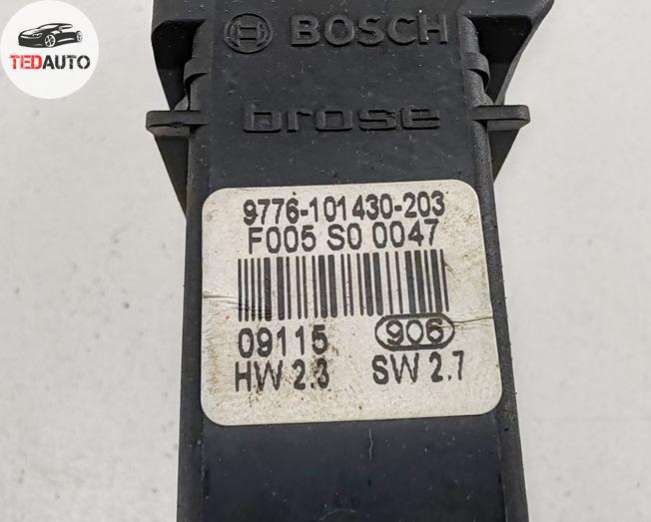 TEDAUTO
BOSCH
brose
9776-101430-203
F005 S0 0047
09115 906
HW 2.3 SW 2.7